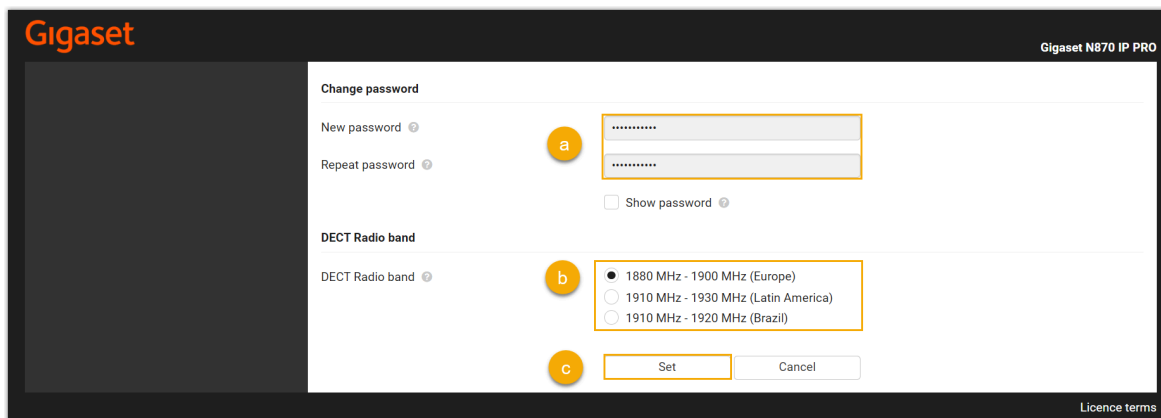 Gigaset
Gigaset N870 IP PRO
Change password
New password ?
•••••••••••
a
Repeat password ?
•••••••••••
Show password ?
DECT Radio band
DECT Radio band ?
b
1880 MHz - 1900 MHz (Europe)
1910 MHz - 1930 MHz (Latin America)
1910 MHz - 1920 MHz (Brazil)
c
Set
Cancel
Licence terms